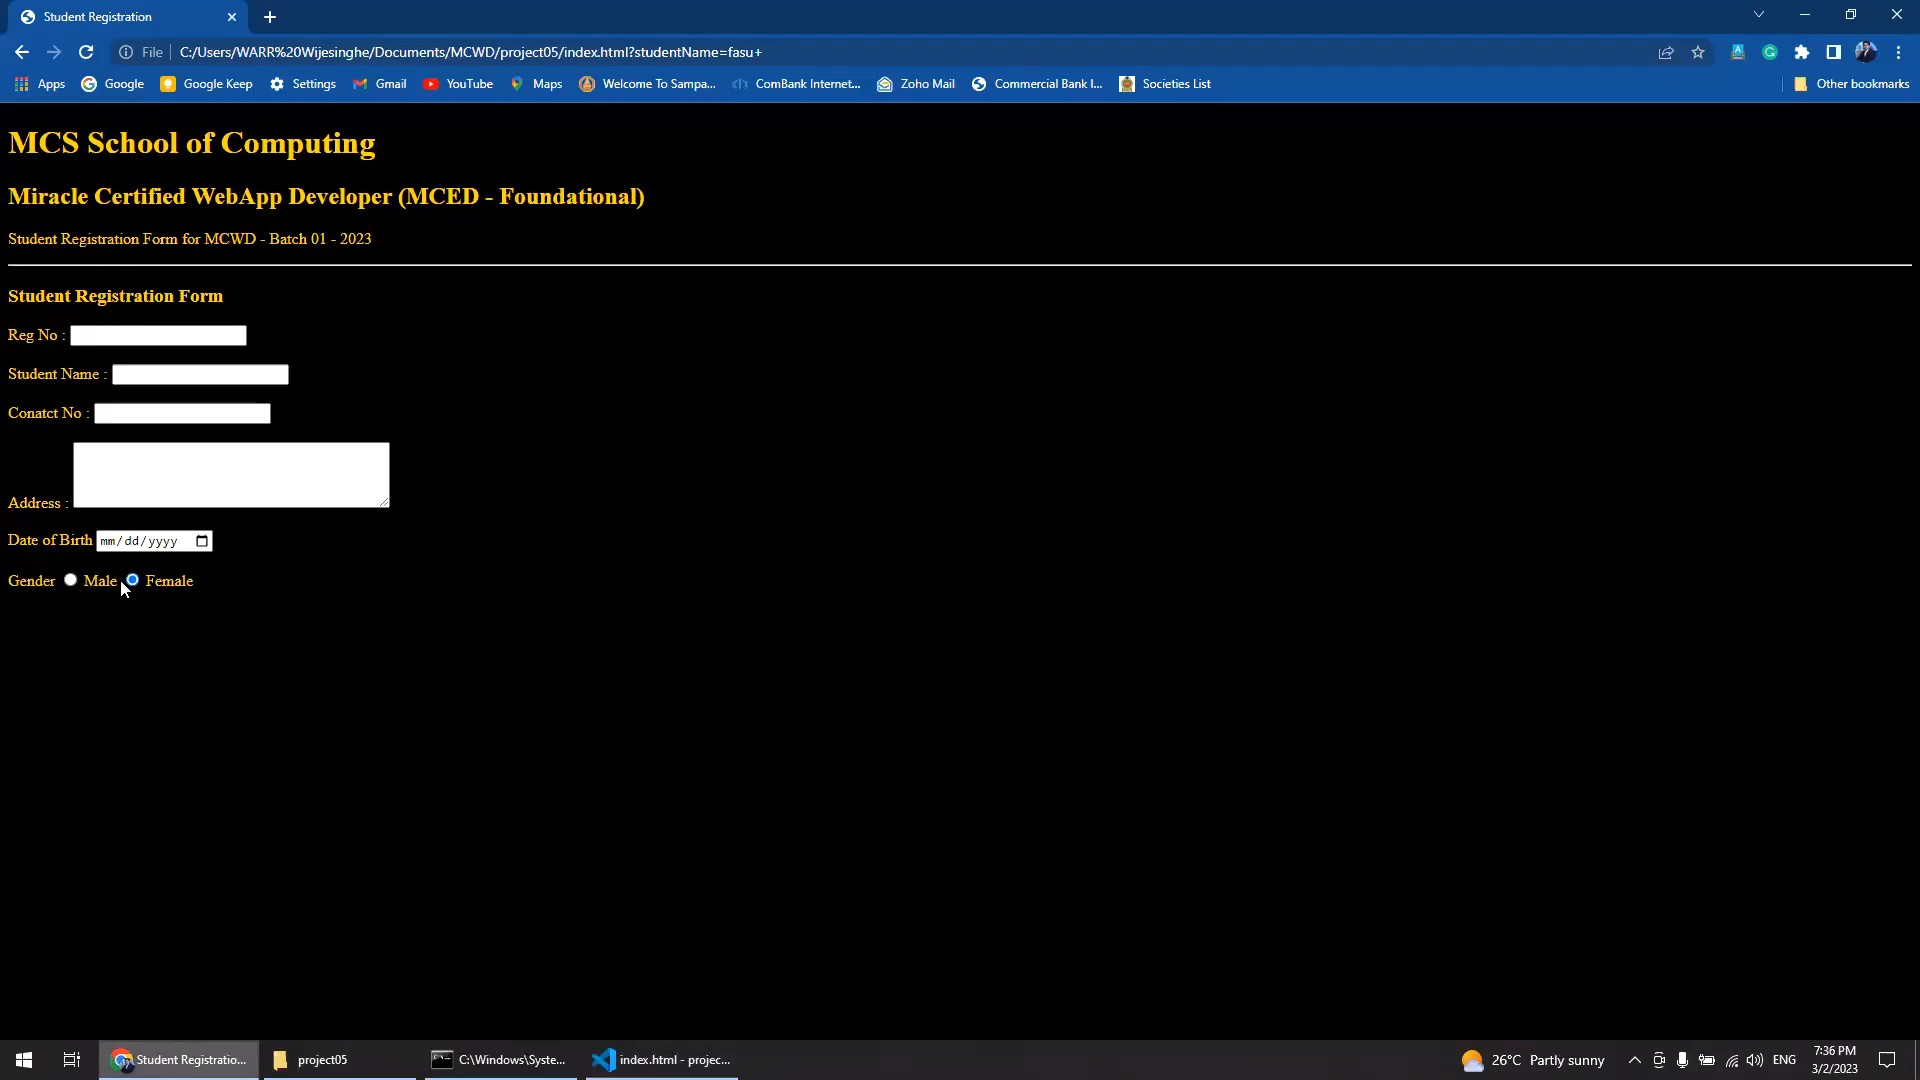 Student Registration
File C:/Users/WARR%20Wijesinghe/Documents/MCWD/project05/index.html?studentName=fasu+
Apps Google Google Keep Settings Gmail YouTube Maps Welcome To Sampa... ComBank Internet... Zoho Mail Commercial Bank I... Societies List Other bookmarks
MCS School of Computing
Miracle Certified WebApp Developer (MCED - Foundational)
Student Registration Form for MCWD - Batch 01 - 2023
Student Registration Form
Reg No :
Student Name :
Conatct No :
Address :
Date of Birth mm/dd/yyyy
Gender Male Female
Student Registratio... project05 C:\Windows\Syste... index.html - projec... 26°C Partly sunny ENG 7:36 PM
3/2/2023